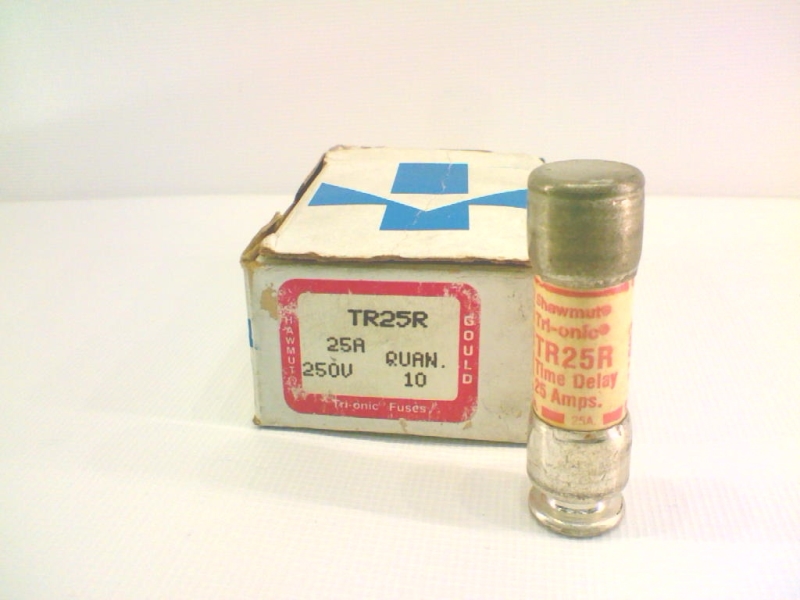 TR25R
25A
250V
QUAN.
10
SHAWMUT
GOULD
Tri-onic Fuses
Shawmut®
Tri-onic®
TR25R
Time Delay
25 Amps.
25A